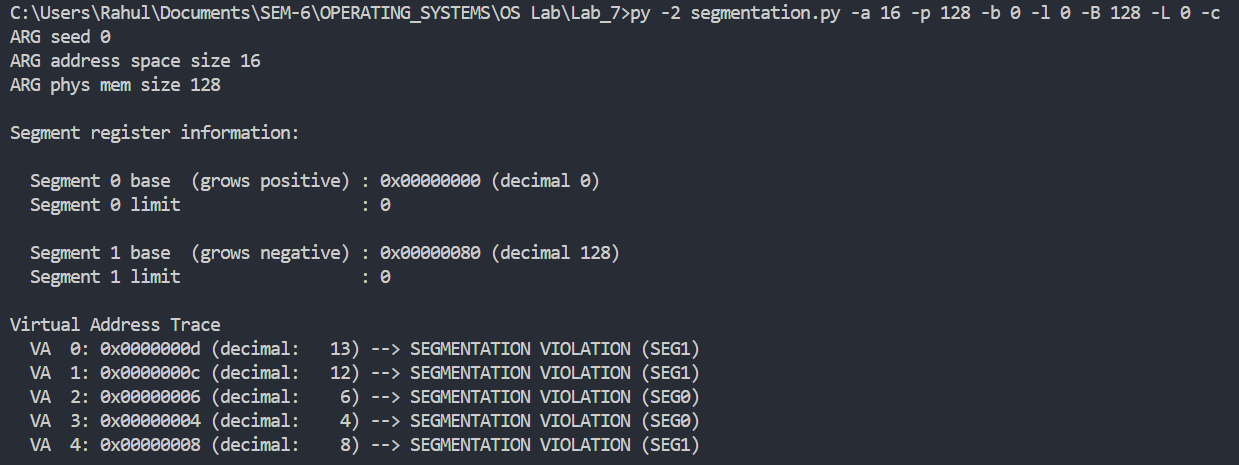 C:\Users\Rahul\Documents\SEM-6\OPERATING_SYSTEMS\OS Lab\Lab_7>py -2 segmentation.py -a 16 -p 128 -b 0 -l 0 -B 128 -L 0 -c
ARG seed 0
ARG address space size 16
ARG phys mem size 128

Segment register information:

  Segment 0 base  (grows positive) : 0x00000000 (decimal 0)
  Segment 0 limit                  : 0

  Segment 1 base  (grows negative) : 0x00000080 (decimal 128)
  Segment 1 limit                  : 0

Virtual Address Trace
  VA  0: 0x0000000d (decimal:   13) --> SEGMENTATION VIOLATION (SEG1)
  VA  1: 0x0000000c (decimal:   12) --> SEGMENTATION VIOLATION (SEG1)
  VA  2: 0x00000006 (decimal:    6) --> SEGMENTATION VIOLATION (SEG0)
  VA  3: 0x00000004 (decimal:    4) --> SEGMENTATION VIOLATION (SEG0)
  VA  4: 0x00000008 (decimal:    8) --> SEGMENTATION VIOLATION (SEG1)